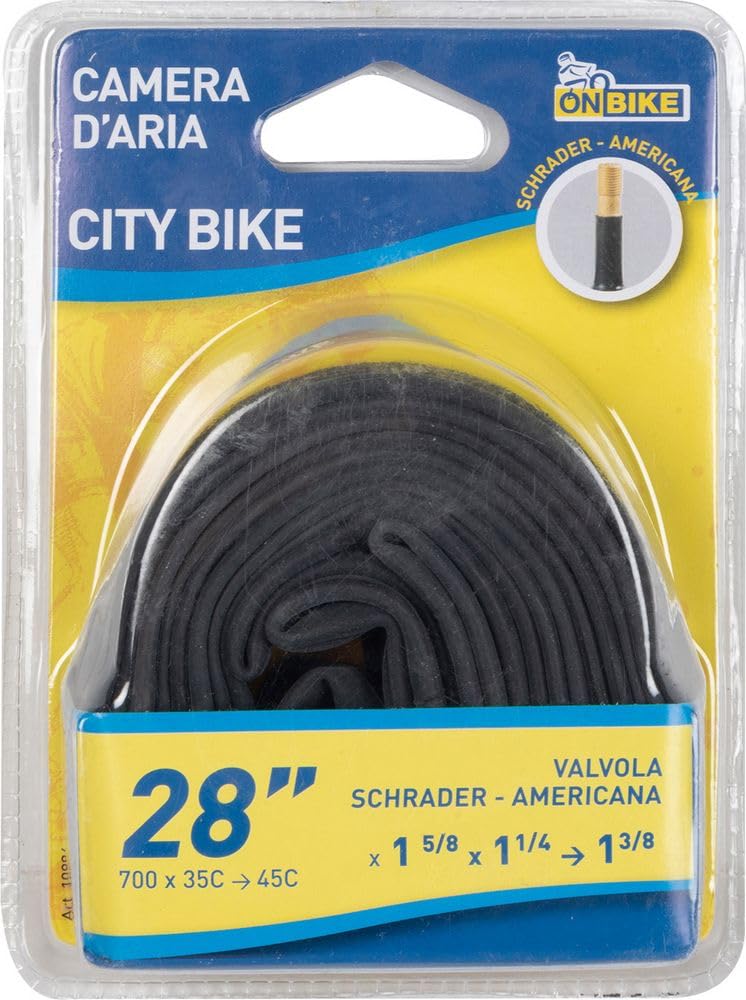 CAMERA
D'ARIA
CITY BIKE
ONBIKE
SCHRADER - AMERICANA
28"
700 x 35C → 45C
VALVOLA
SCHRADER - AMERICANA
x 1 5/8 x 1 1/4 → 1 3/8
Art.